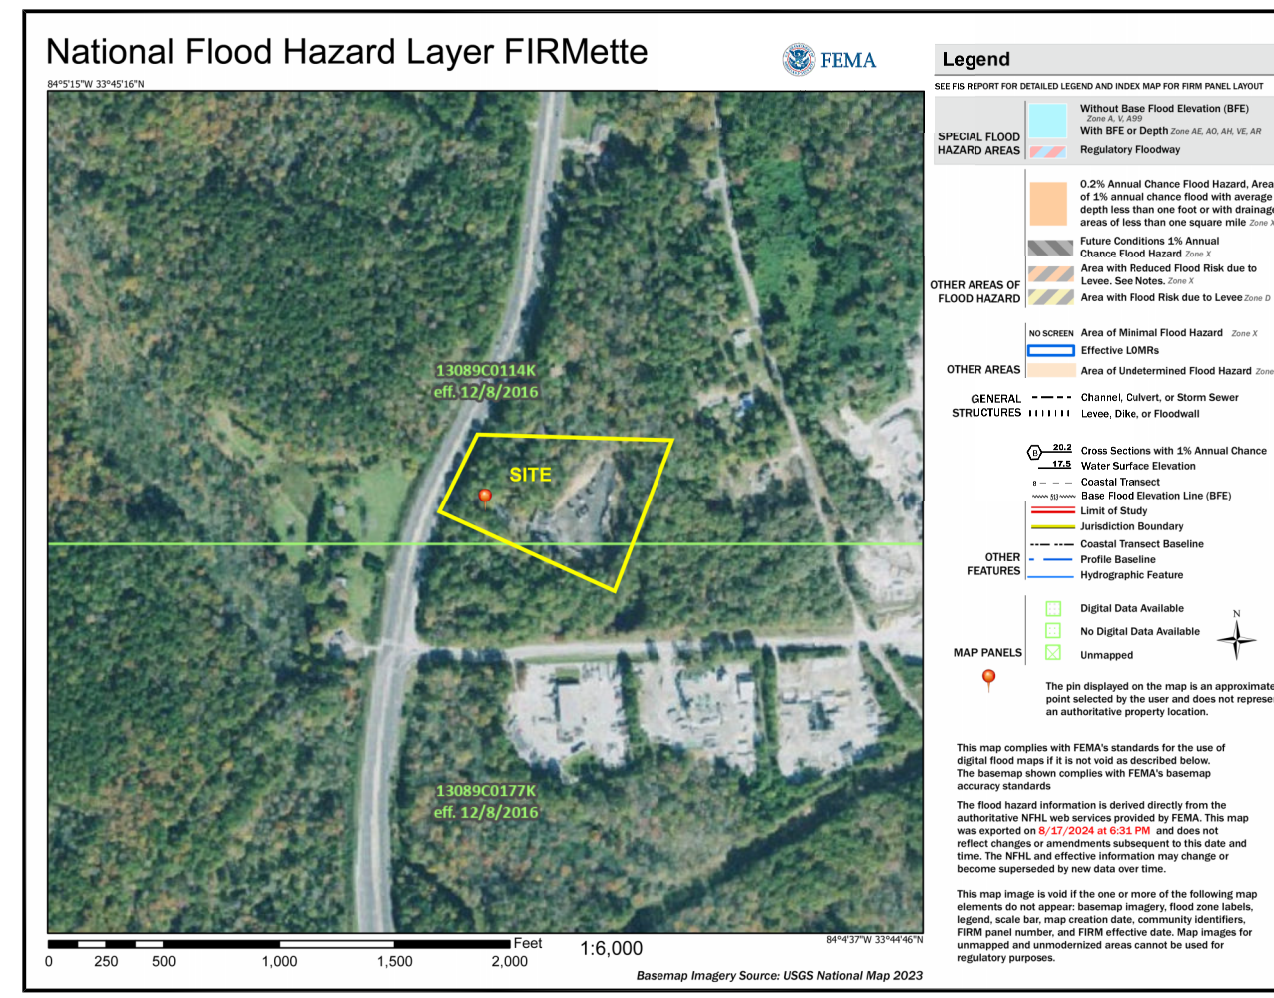 National Flood Hazard Layer FIRMette
FEMA
84°5'15"W 33°45'16"N
13089C0114K
eff. 12/8/2016
SITE
13089C0177K
eff. 12/8/2016
84°4'37"W 33°44'46"N
Feet
0 250 500 1,000 1,500 2,000
1:6,000
Basemap Imagery Source: USGS National Map 2023
Legend
SEE FIS REPORT FOR DETAILED LEGEND AND INDEX MAP FOR FIRM PANEL LAYOUT
SPECIAL FLOOD
HAZARD AREAS
Without Base Flood Elevation (BFE)
Zone A, V, A99
With BFE or Depth Zone AE, AO, AH, VE, AR
Regulatory Floodway
OTHER AREAS OF
FLOOD HAZARD
0.2% Annual Chance Flood Hazard, Area
of 1% annual chance flood with average
depth less than one foot or with drainage
areas of less than one square mile Zone X
Future Conditions 1% Annual
Chance Flood Hazard Zone X
Area with Reduced Flood Risk due to
Levee. See Notes. Zone X
Area with Flood Risk due to Levee Zone D
OTHER AREAS
NO SCREEN Area of Minimal Flood Hazard Zone X
Effective LOMRs
Area of Undetermined Flood Hazard Zone
GENERAL
STRUCTURES
Channel, Culvert, or Storm Sewer
Levee, Dike, or Floodwall
OTHER
FEATURES
B 20.2 Cross Sections with 1% Annual Chance
17.5 Water Surface Elevation
8 Coastal Transect
513 Base Flood Elevation Line (BFE)
Limit of Study
Jurisdiction Boundary
Coastal Transect Baseline
Profile Baseline
Hydrographic Feature
MAP PANELS
Digital Data Available
No Digital Data Available
Unmapped
N
The pin displayed on the map is an approximate
point selected by the user and does not represe
an authoritative property location.
This map complies with FEMA's standards for the use of
digital flood maps if it is not void as described below.
The basemap shown complies with FEMA's basemap
accuracy standards
The flood hazard information is derived directly from the
authoritative NFHL web services provided by FEMA. This map
was exported on 8/17/2024 at 6:31 PM and does not
reflect changes or amendments subsequent to this date and
time. The NFHL and effective information may change or
become superseded by new data over time.
This map image is void if the one or more of the following map
elements do not appear: basemap imagery, flood zone labels,
legend, scale bar, map creation date, community identifiers,
FIRM panel number, and FIRM effective date. Map images for
unmapped and unmodernized areas cannot be used for
regulatory purposes.